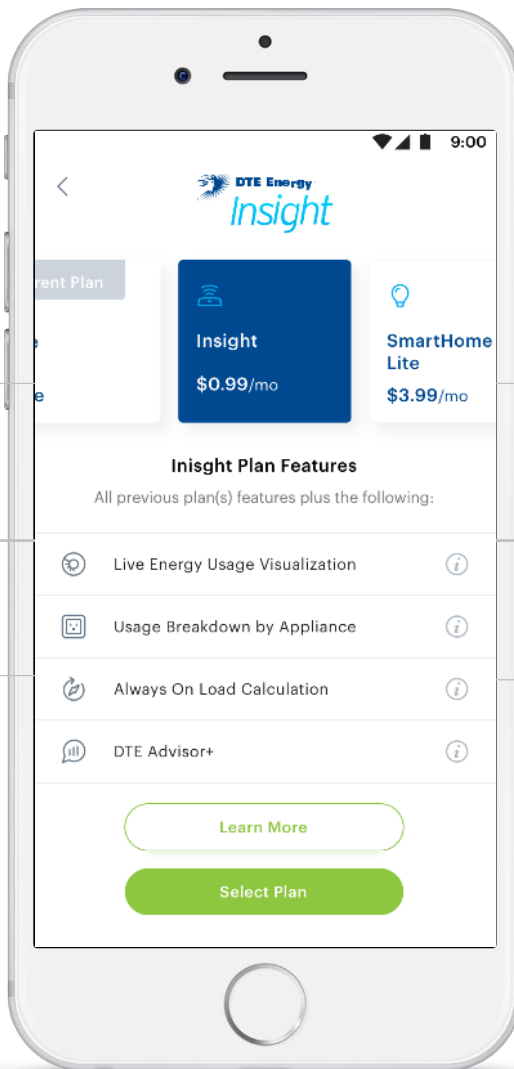 9:00
DTE Energy
Insight
rent Plan
e
e
Insight
$0.99/mo
SmartHome
Lite
$3.99/mo
Inisght Plan Features
All previous plan(s) features plus the following:
Live Energy Usage Visualization
Usage Breakdown by Appliance
Always On Load Calculation
DTE Advisor+
Learn More
Select Plan